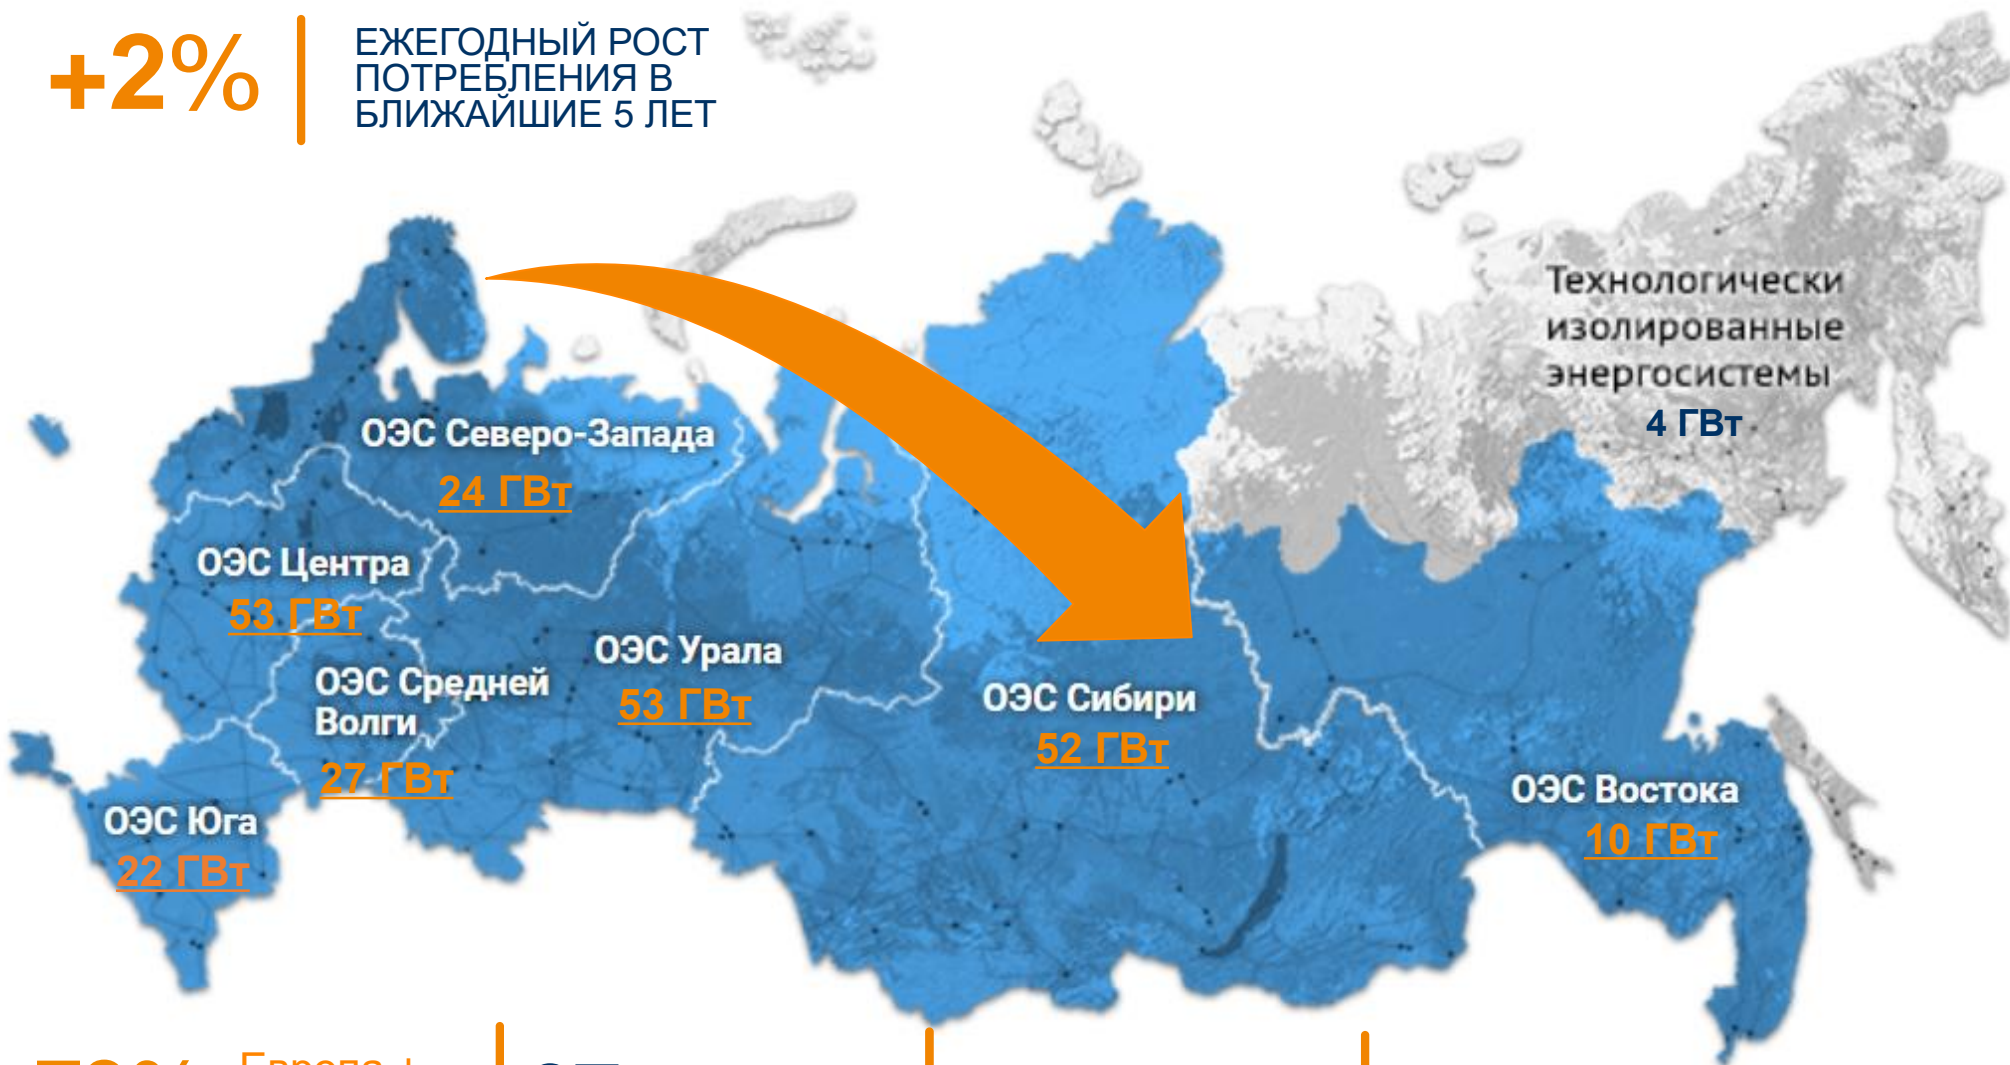 +2%
ЕЖЕГОДНЫЙ РОСТ
ПОТРЕБЛЕНИЯ В
БЛИЖАЙШИЕ 5 ЛЕТ
Технологически
изолированные
энергосистемы
4 ГВт
ОЭС Северо-Запада
24 ГВт
ОЭС Центра
53 ГВт
ОЭС Урала
53 ГВт
ОЭС Средней
Волги
27 ГВт
ОЭС Сибири
52 ГВт
ОЭС Востока
10 ГВт
ОЭС Юга
22 ГВт